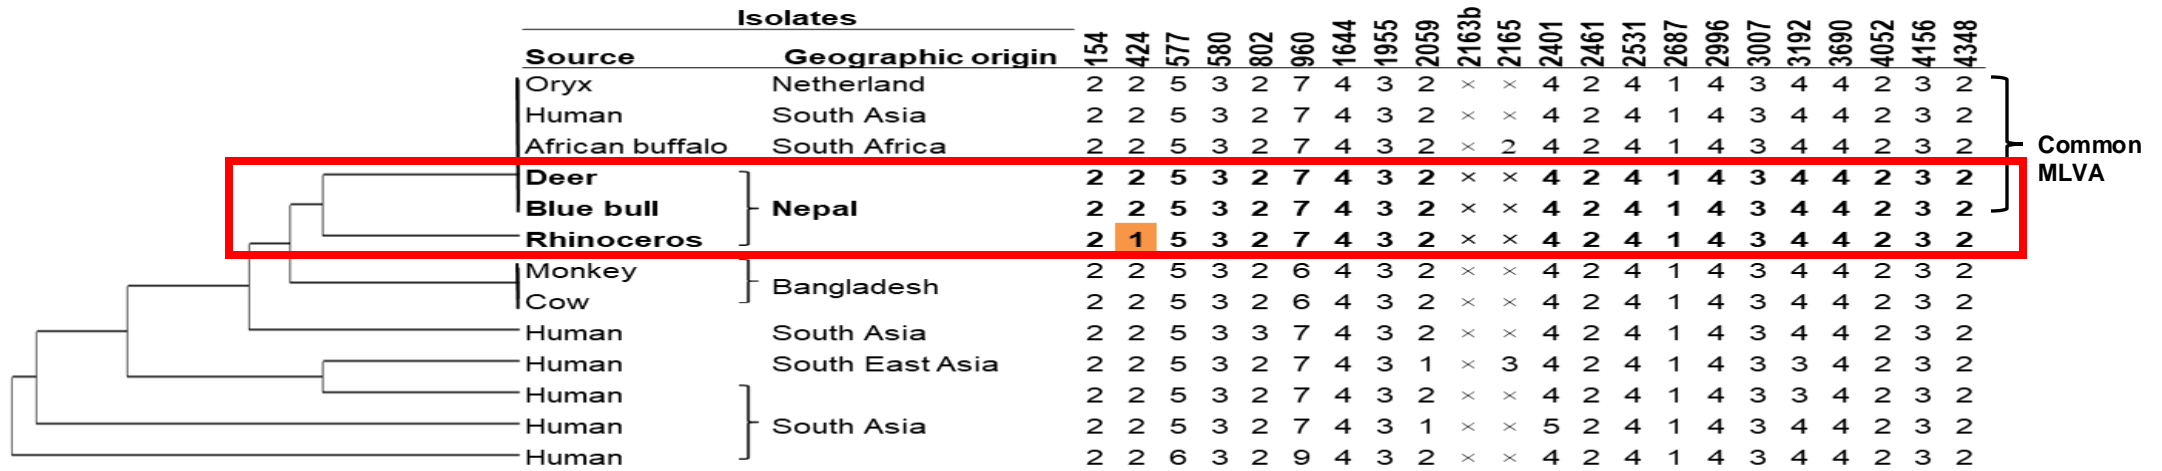 Isolates
Source Geographic origin 154 424 577 580 802 960 1644 1955 2059 2163b 2165 2401 2461 2531 2687 2996 3007 3192 3690 4052 4156 4348
Oryx Netherland 2 2 5 3 2 7 4 3 2 × × 4 2 4 1 4 3 4 4 2 3 2
Human South Asia 2 2 5 3 2 7 4 3 2 × × 4 2 4 1 4 3 4 4 2 3 2
African buffalo South Africa 2 2 5 3 2 7 4 3 2 × 2 4 2 4 1 4 3 4 4 2 3 2
Common
MLVA
Deer 2 2 5 3 2 7 4 3 2 × × 4 2 4 1 4 3 4 4 2 3 2
Blue bull Nepal 2 2 5 3 2 7 4 3 2 × × 4 2 4 1 4 3 4 4 2 3 2
Rhinoceros 2 1 5 3 2 7 4 3 2 × × 4 2 4 1 4 3 4 4 2 3 2
Monkey 2 2 5 3 2 6 4 3 2 × × 4 2 4 1 4 3 4 4 2 3 2
Bangladesh
Cow 2 2 5 3 2 6 4 3 2 × × 4 2 4 1 4 3 4 4 2 3 2
Human South Asia 2 2 5 3 3 7 4 3 2 × × 4 2 4 1 4 3 4 4 2 3 2
Human South East Asia 2 2 5 3 2 7 4 3 1 × 3 4 2 4 1 4 3 3 4 2 3 2
Human 2 2 5 3 2 7 4 3 2 × × 4 2 4 1 4 3 3 4 2 3 2
Human South Asia 2 2 5 3 2 7 4 3 1 × × 5 2 4 1 4 3 4 4 2 3 2
Human 2 2 6 3 2 9 4 3 2 × × 4 2 4 1 4 3 4 4 2 3 2